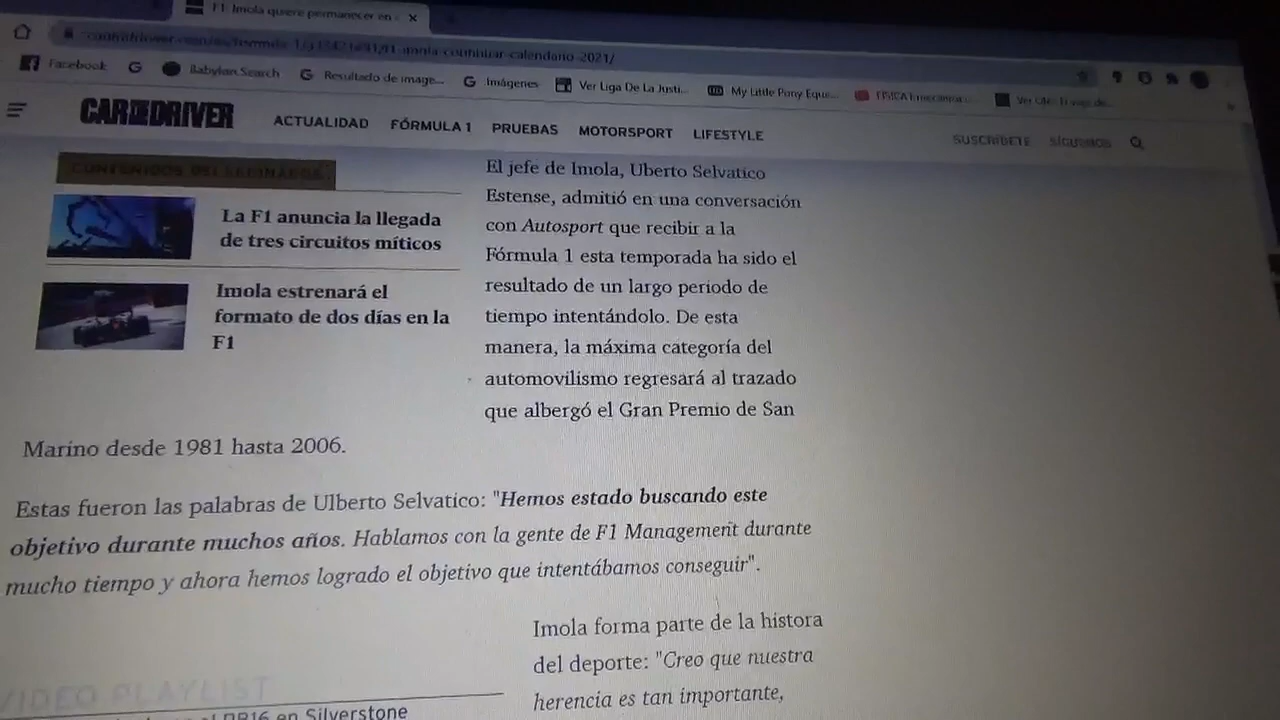 F1: Imola quiere permanecer en
calendario-2021/
Facebook
Babylon Search
Resultado de image...
Imágenes
Ver Liga De La Justi...
My Little Pony Eque...
CAR AND DRIVER
ACTUALIDAD FÓRMULA 1 PRUEBAS MOTORSPORT LIFESTYLE
SUSCRÍBETE SÍGUENOS
La F1 anuncia la llegada
de tres circuitos míticos
Imola estrenará el
formato de dos días en la
F1
El jefe de Imola, Uberto Selvatico
Estense, admitió en una conversación
con Autosport que recibir a la
Fórmula 1 esta temporada ha sido el
resultado de un largo periodo de
tiempo intentándolo. De esta
manera, la máxima categoría del
automovilismo regresará al trazado
que albergó el Gran Premio de San
Marino desde 1981 hasta 2006.
Estas fueron las palabras de Ulberto Selvatico: "Hemos estado buscando este
objetivo durante muchos años. Hablamos con la gente de F1 Management durante
mucho tiempo y ahora hemos logrado el objetivo que intentábamos conseguir".
Imola forma parte de la histora
del deporte: "Creo que nuestra
herencia es tan importante,
VIDEO PLAYLIST
RB16 en Silverstone